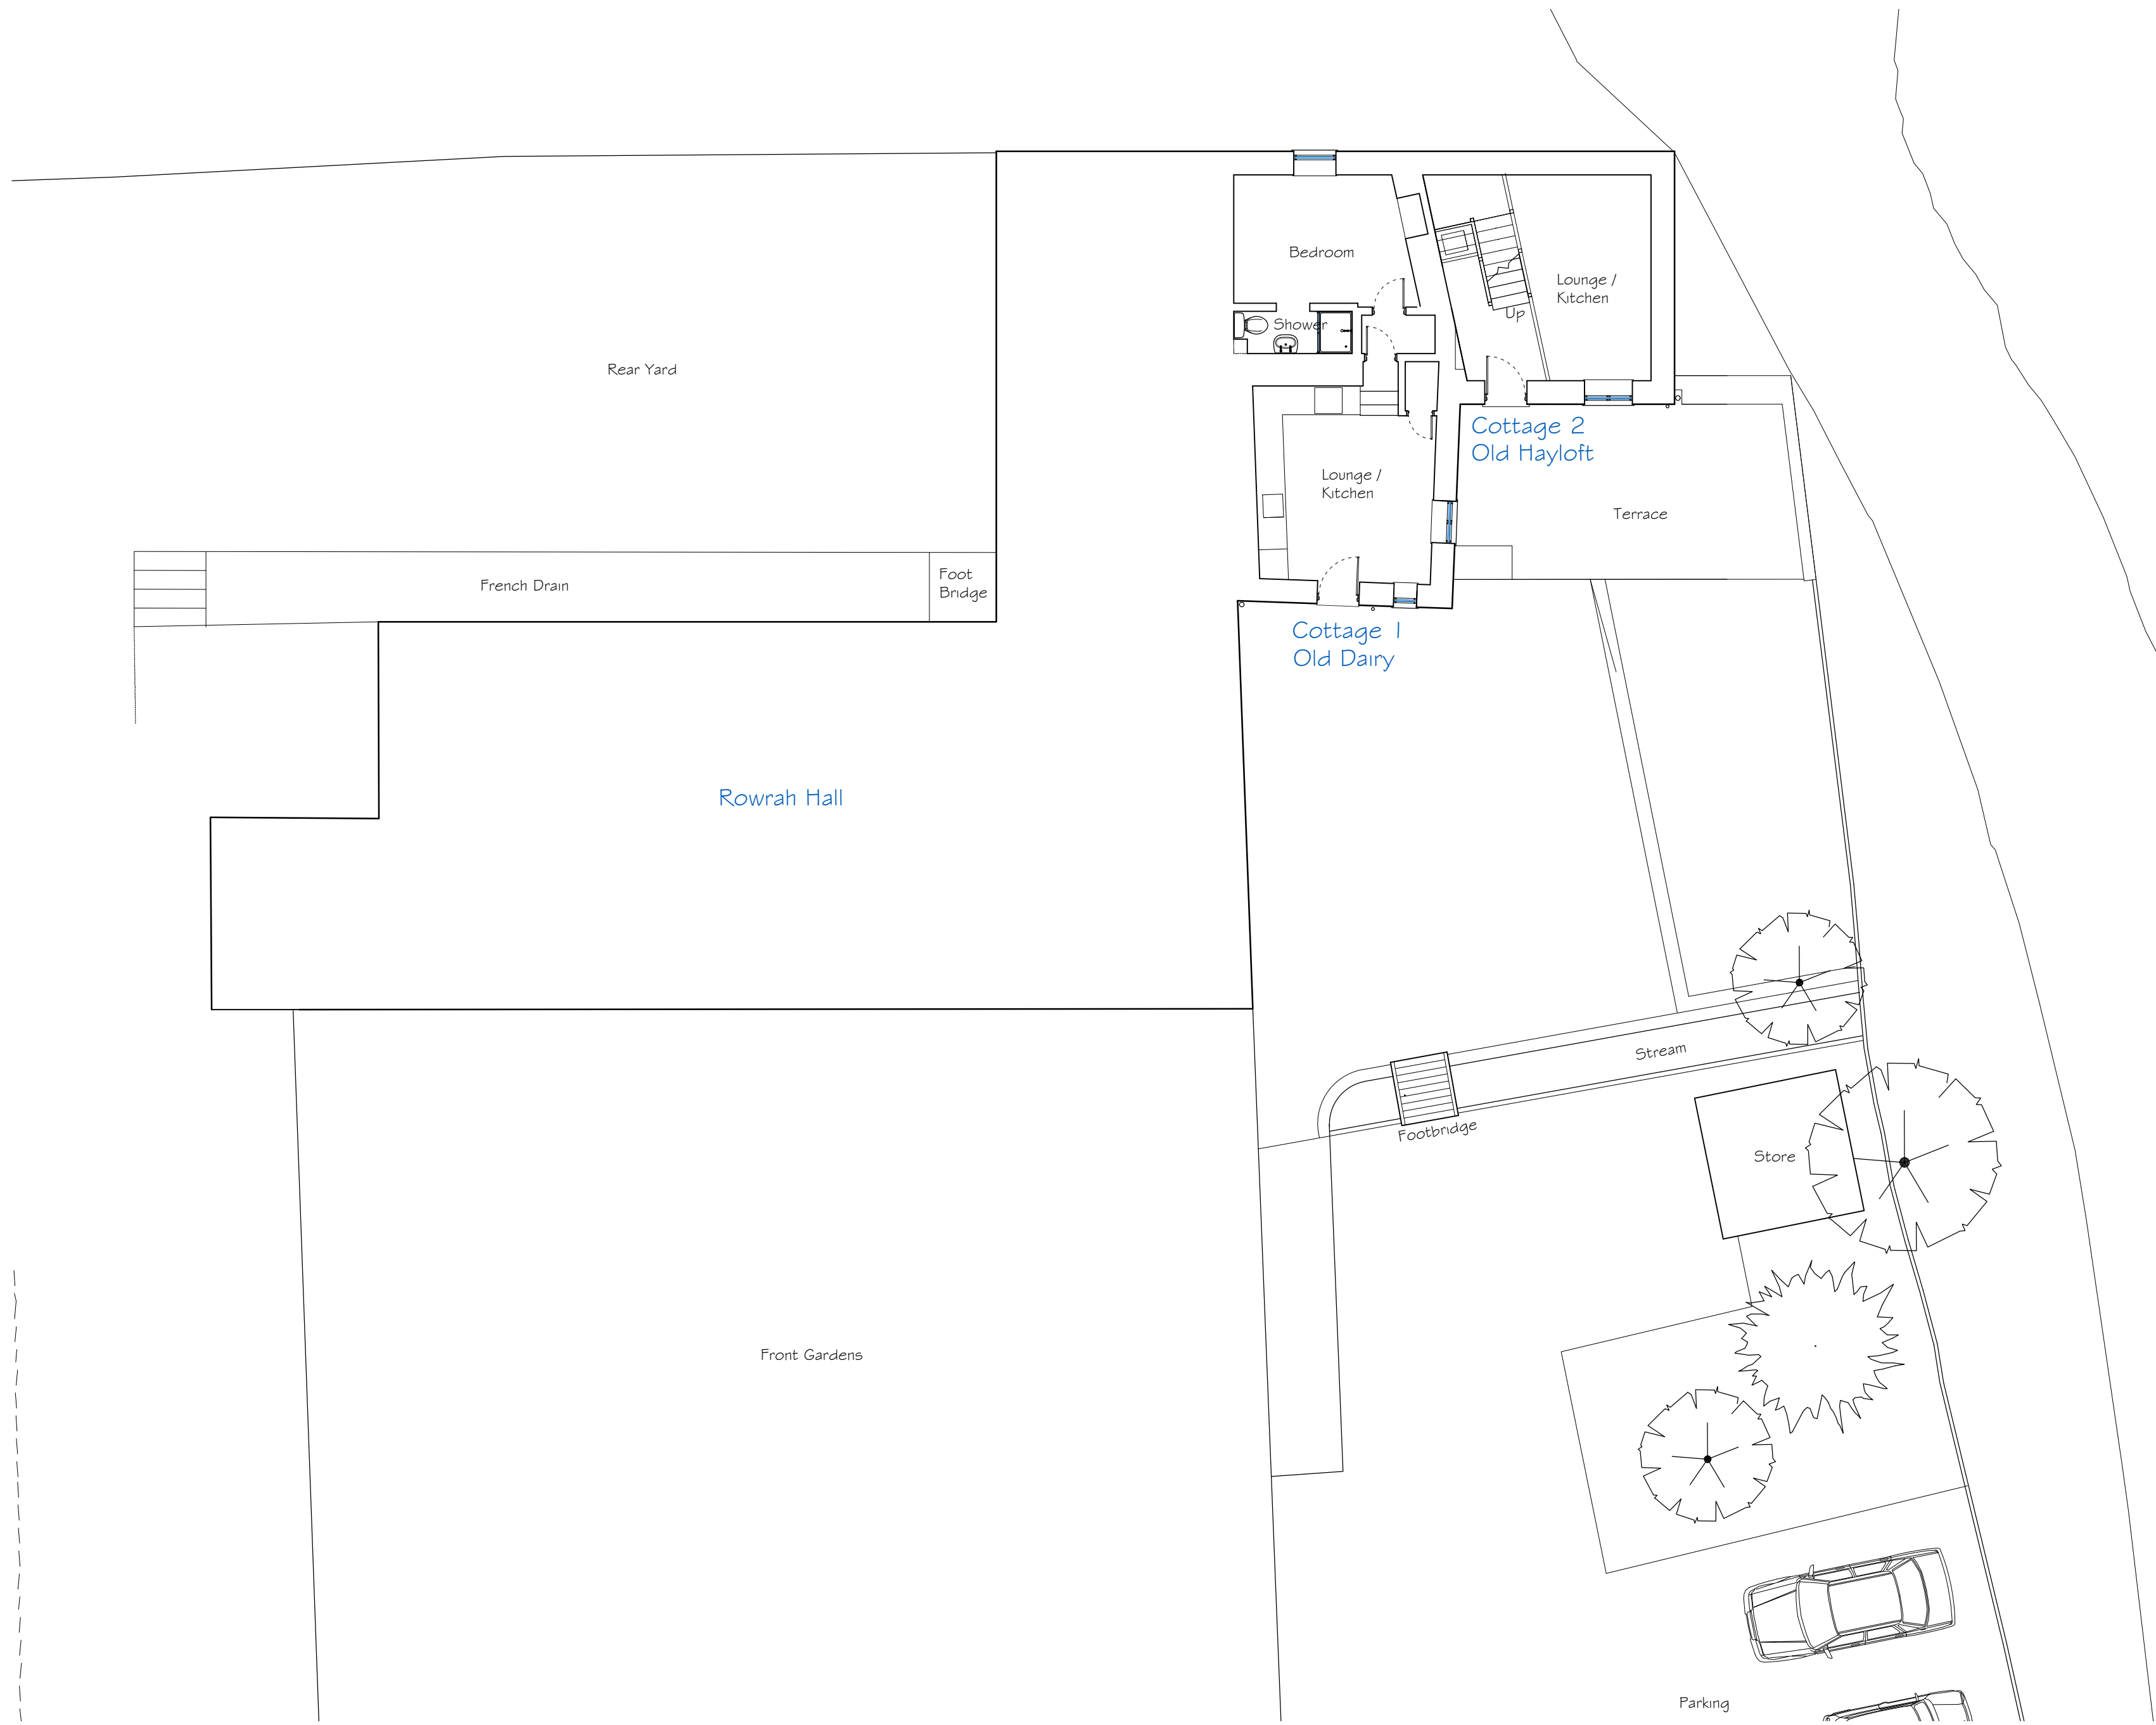 Bedroom
Lounge /
Kitchen
Up
Shower
Rear Yard
Cottage 2
Old Hayloft
Lounge /
Kitchen
Terrace
French Drain
Foot
Bridge
Cottage 1
Old Dairy
Rowrah Hall
Stream
Footbridge
Store
Front Gardens
Parking